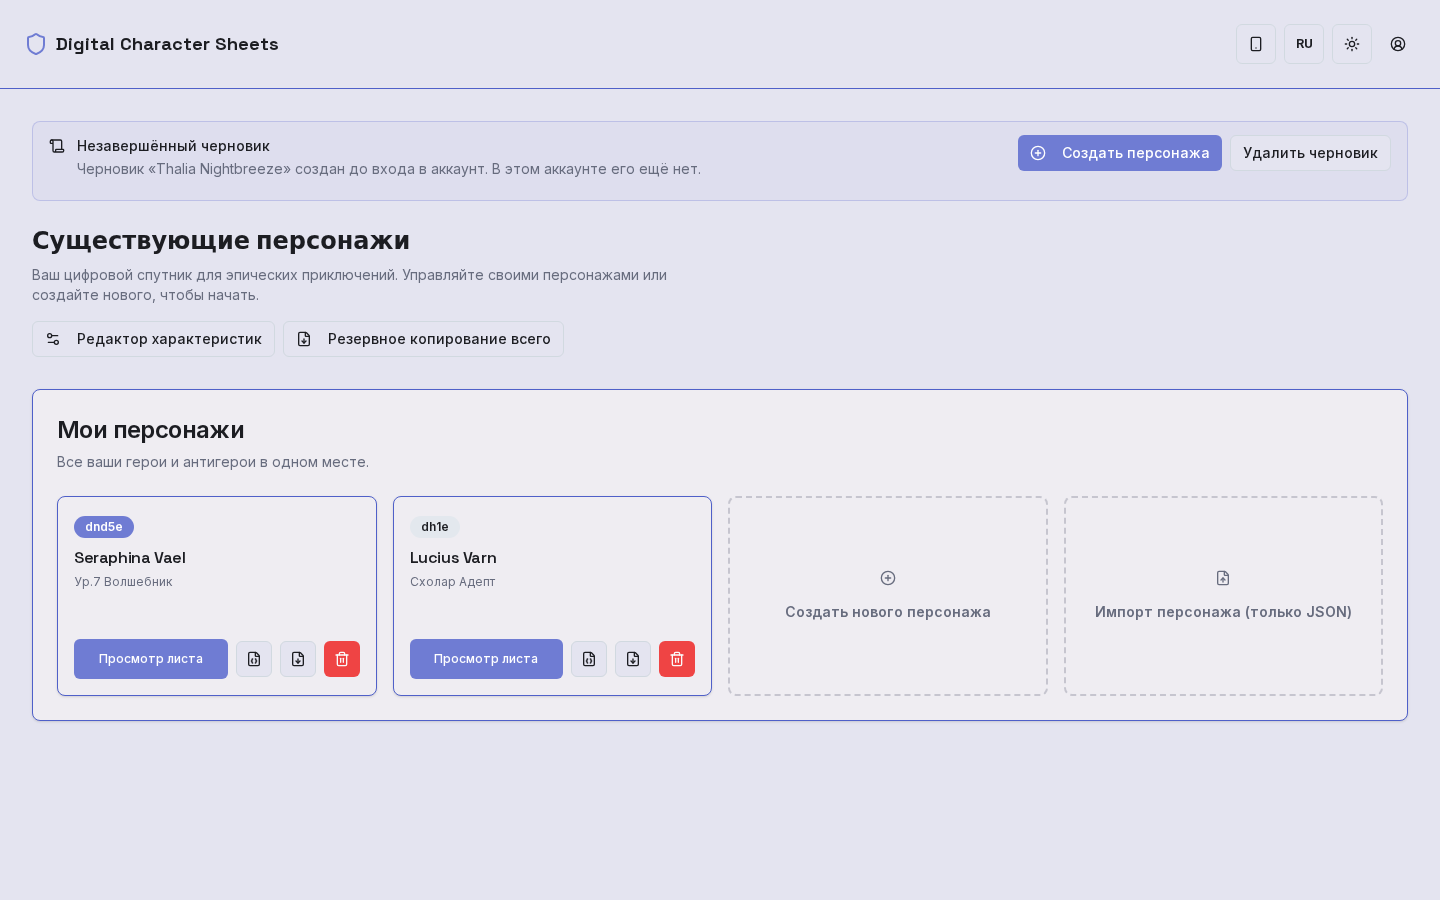 Digital Character Sheets
RU
Незавершённый черновик
Черновик «Thalia Nightbreeze» создан до входа в аккаунт. В этом аккаунте его ещё нет.
Создать персонажа
Удалить черновик
Существующие персонажи
Ваш цифровой спутник для эпических приключений. Управляйте своими персонажами или
создайте нового, чтобы начать.
Редактор характеристик
Резервное копирование всего
Мои персонажи
Все ваши герои и антигерои в одном месте.
dnd5e
Seraphina Vael
Ур.7 Волшебник
Просмотр листа
dh1e
Lucius Varn
Схолар Адепт
Просмотр листа
Создать нового персонажа
Импорт персонажа (только JSON)